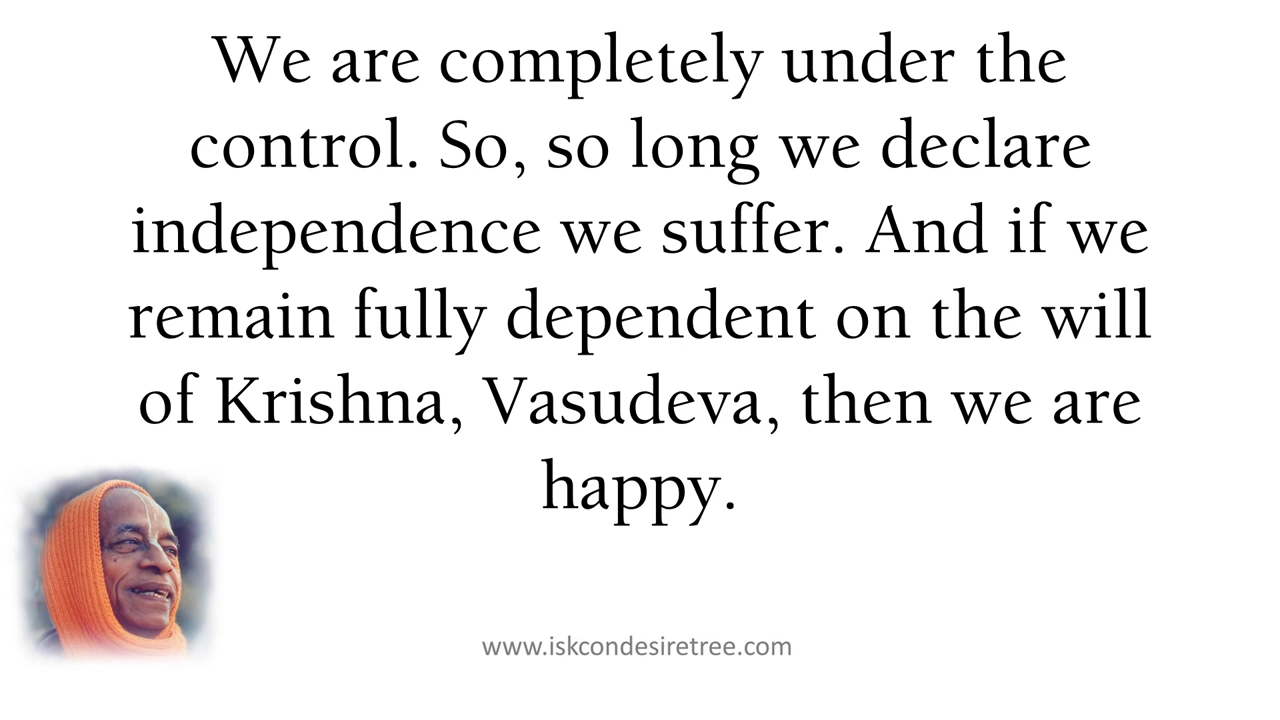 We are completely under the
control. So, so long we declare
independence we suffer. And if we
remain fully dependent on the will
of Krishna, Vasudeva, then we are
happy.
www.iskcondesiretree.com